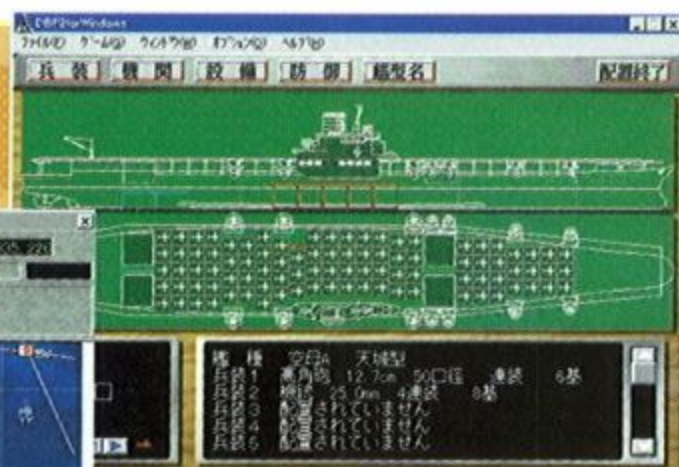 DBF2forWindows
ファイル(F) ゲーム(G) ウィンドウ(W) オプション(O) ヘルプ(H)
兵装 機関 設備 防御 艦型名 配置終了
艦 種 空母A 天城型
兵装1 高角砲 12.7cm 50口径 連装 6基
兵装2 機銃 25.0mm 4連装 8基
兵装3 配置されていません
兵装4 配置されていません
兵装5 配置されていません